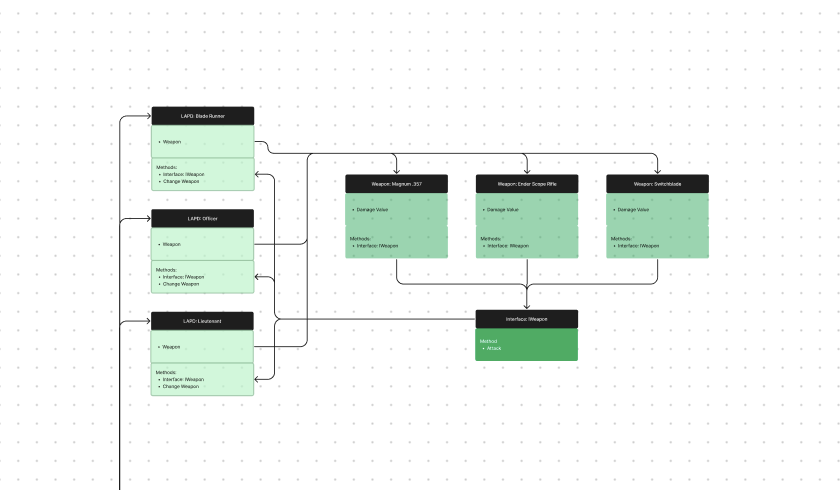 LAPD: Blade Runner
• Weapon
Methods:
• Interface: IWeapon
• Change Weapon
LAPD: Officer
• Weapon
Methods:
• Interface: IWeapon
• Change Weapon
LAPD: Lieutenant
• Weapon
Methods:
• Interface: IWeapon
• Change Weapon
Weapon: Magnum .357
• Damage Value
Methods:
• Interface: IWeapon
Weapon: Ender Scope Rifle
• Damage Value
Methods:
• Interface: IWeapon
Weapon: Switchblade
• Damage Value
Methods:
• Interface: IWeapon
Interface: IWeapon
Method
• Attack